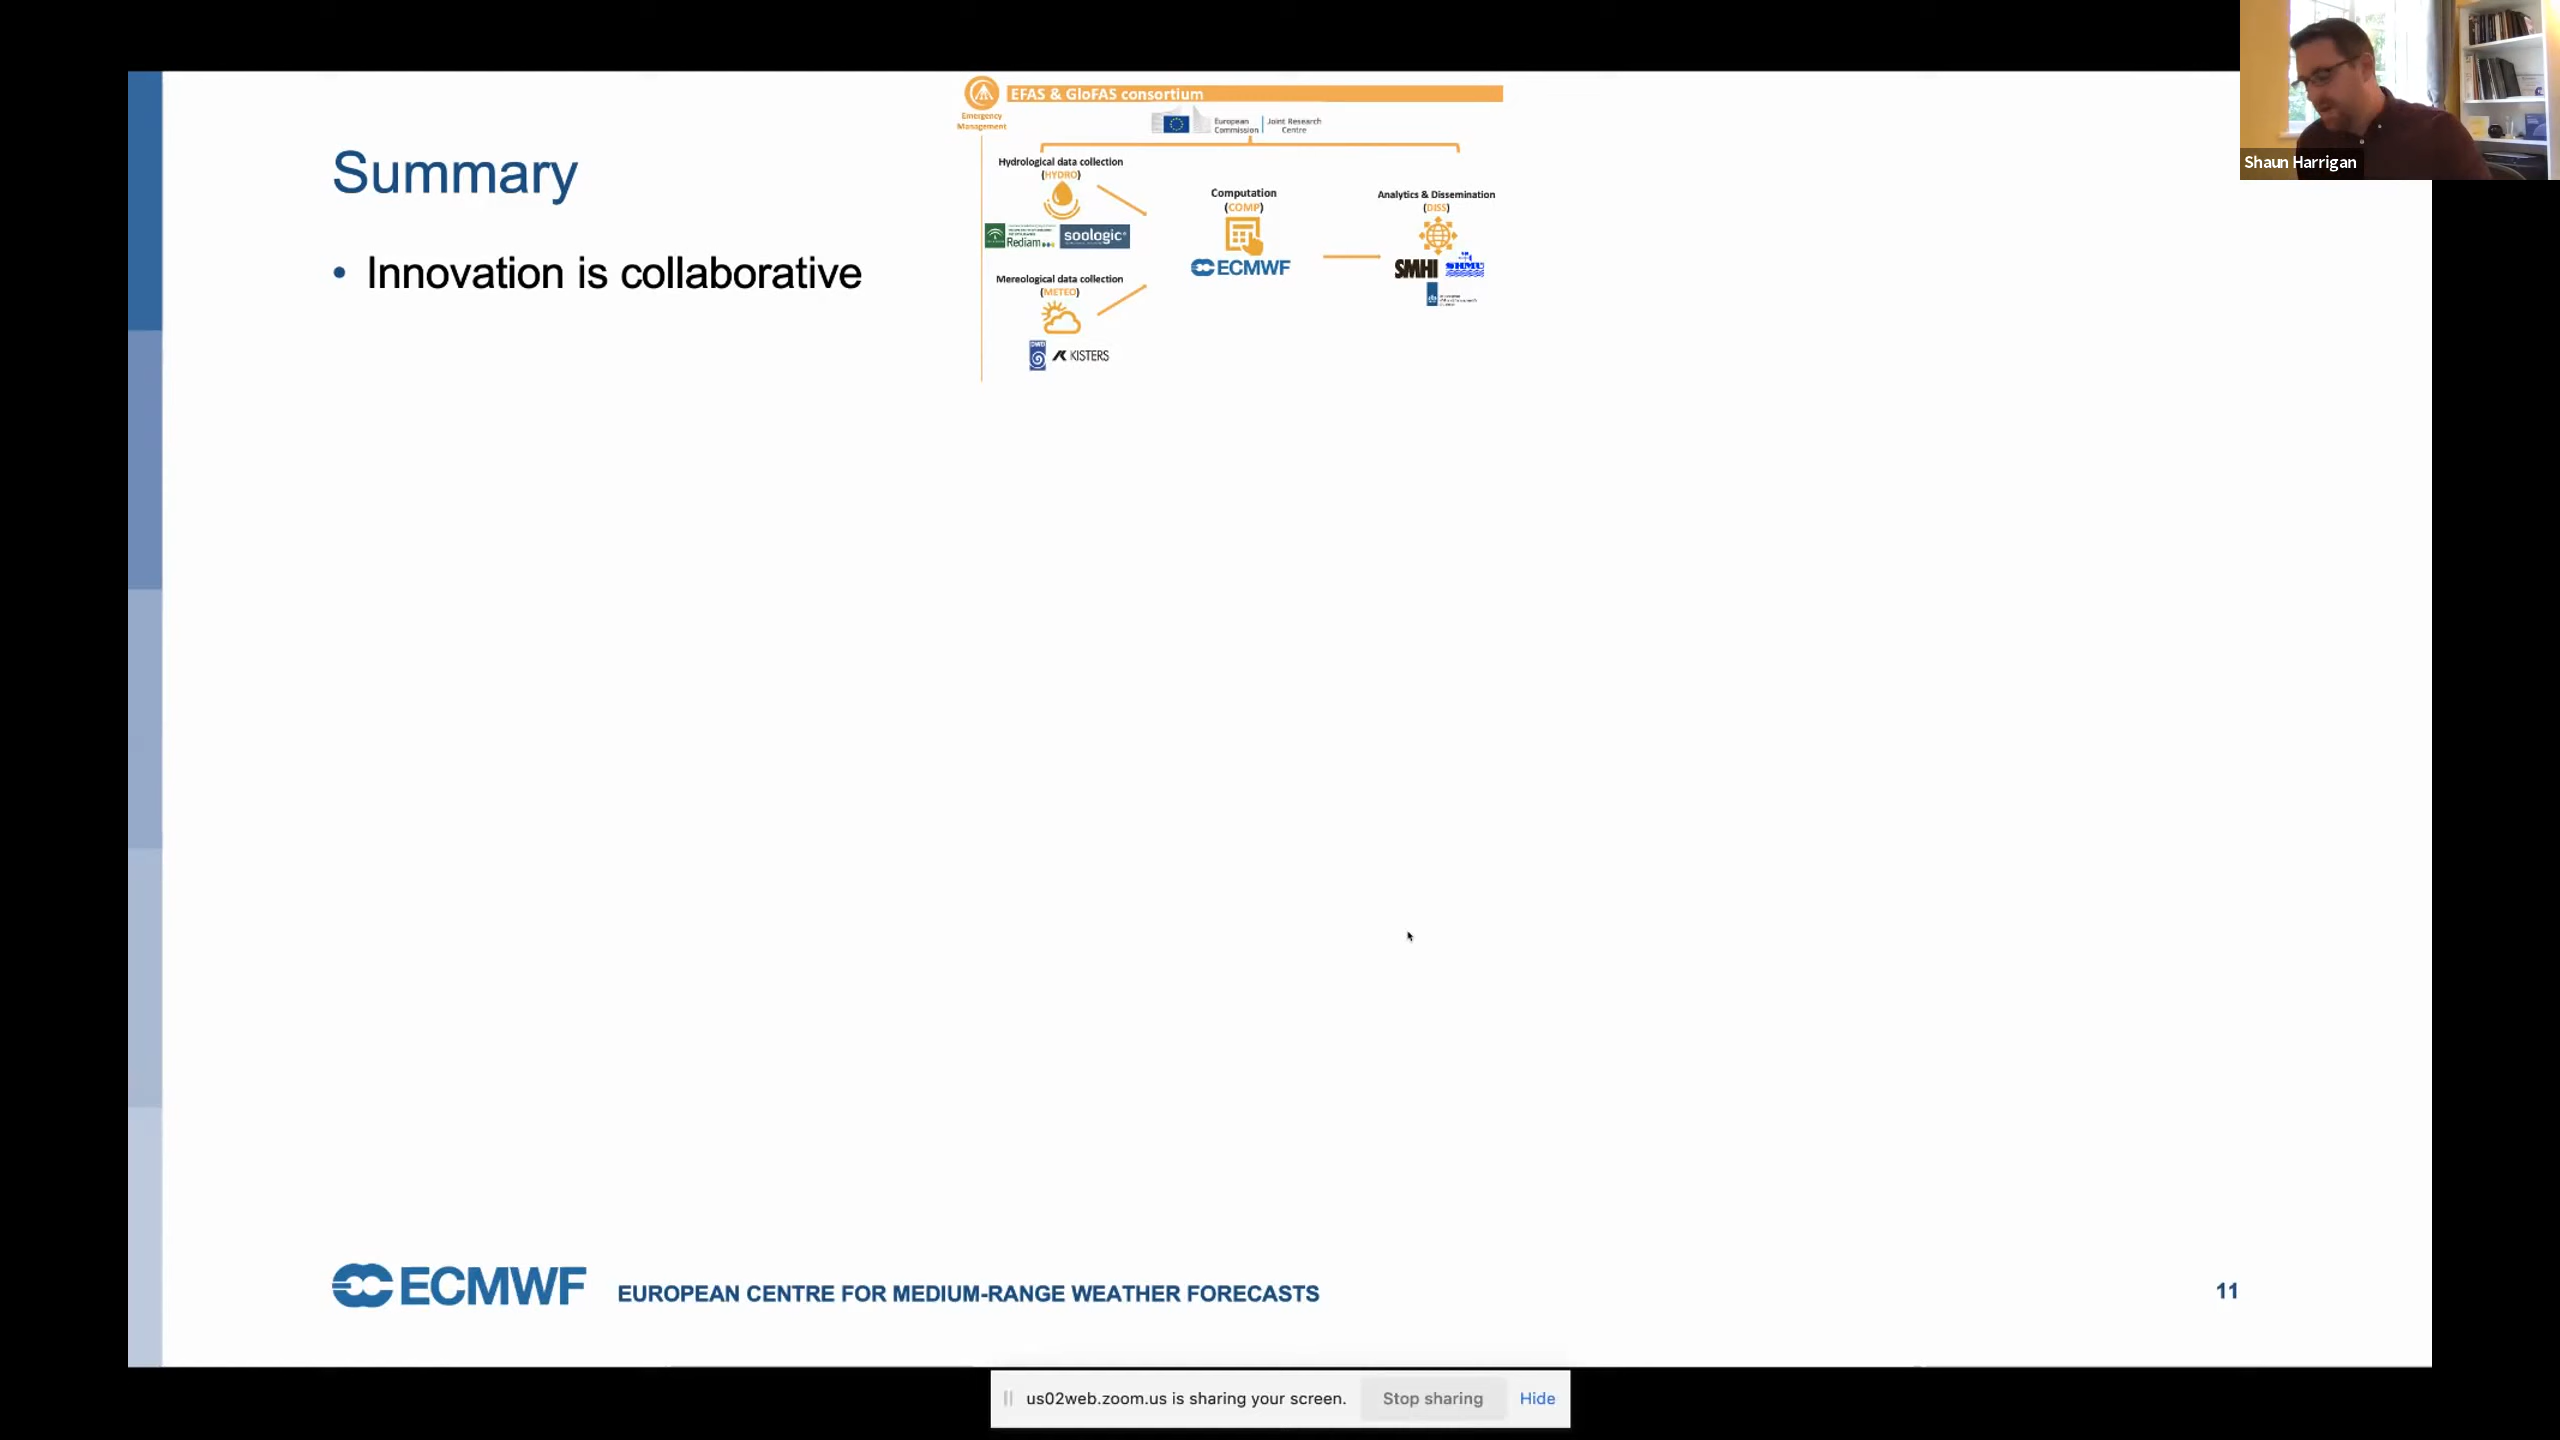 EFAS & GloFAS consortium
Emergency
Management
European
Commission
Joint Research
Centre
Summary
Hydrological data collection
(HYDRO)
Rediam
soologic
Computation
(COMP)
ECMWF
Analytics & Dissemination
(DISS)
SMHI
SHMU
• Innovation is collaborative
Mereological data collection
(METEO)
DWD
KISTERS
Shaun Harrigan
ECMWF
EUROPEAN CENTRE FOR MEDIUM-RANGE WEATHER FORECASTS
11
us02web.zoom.us is sharing your screen.
Stop sharing
Hide